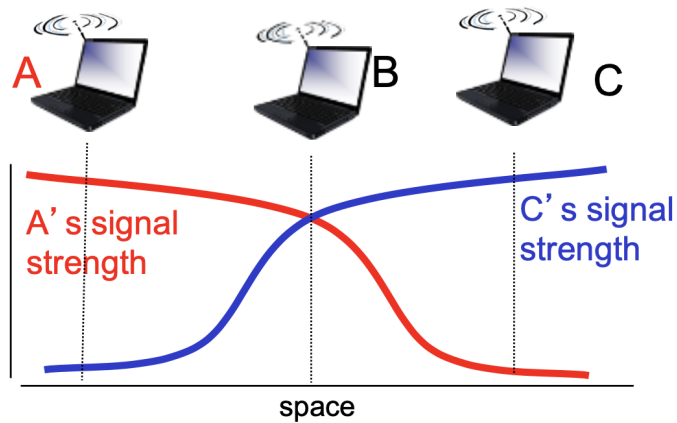 A
B
C
A’s signal
strength
C’s signal
strength
space